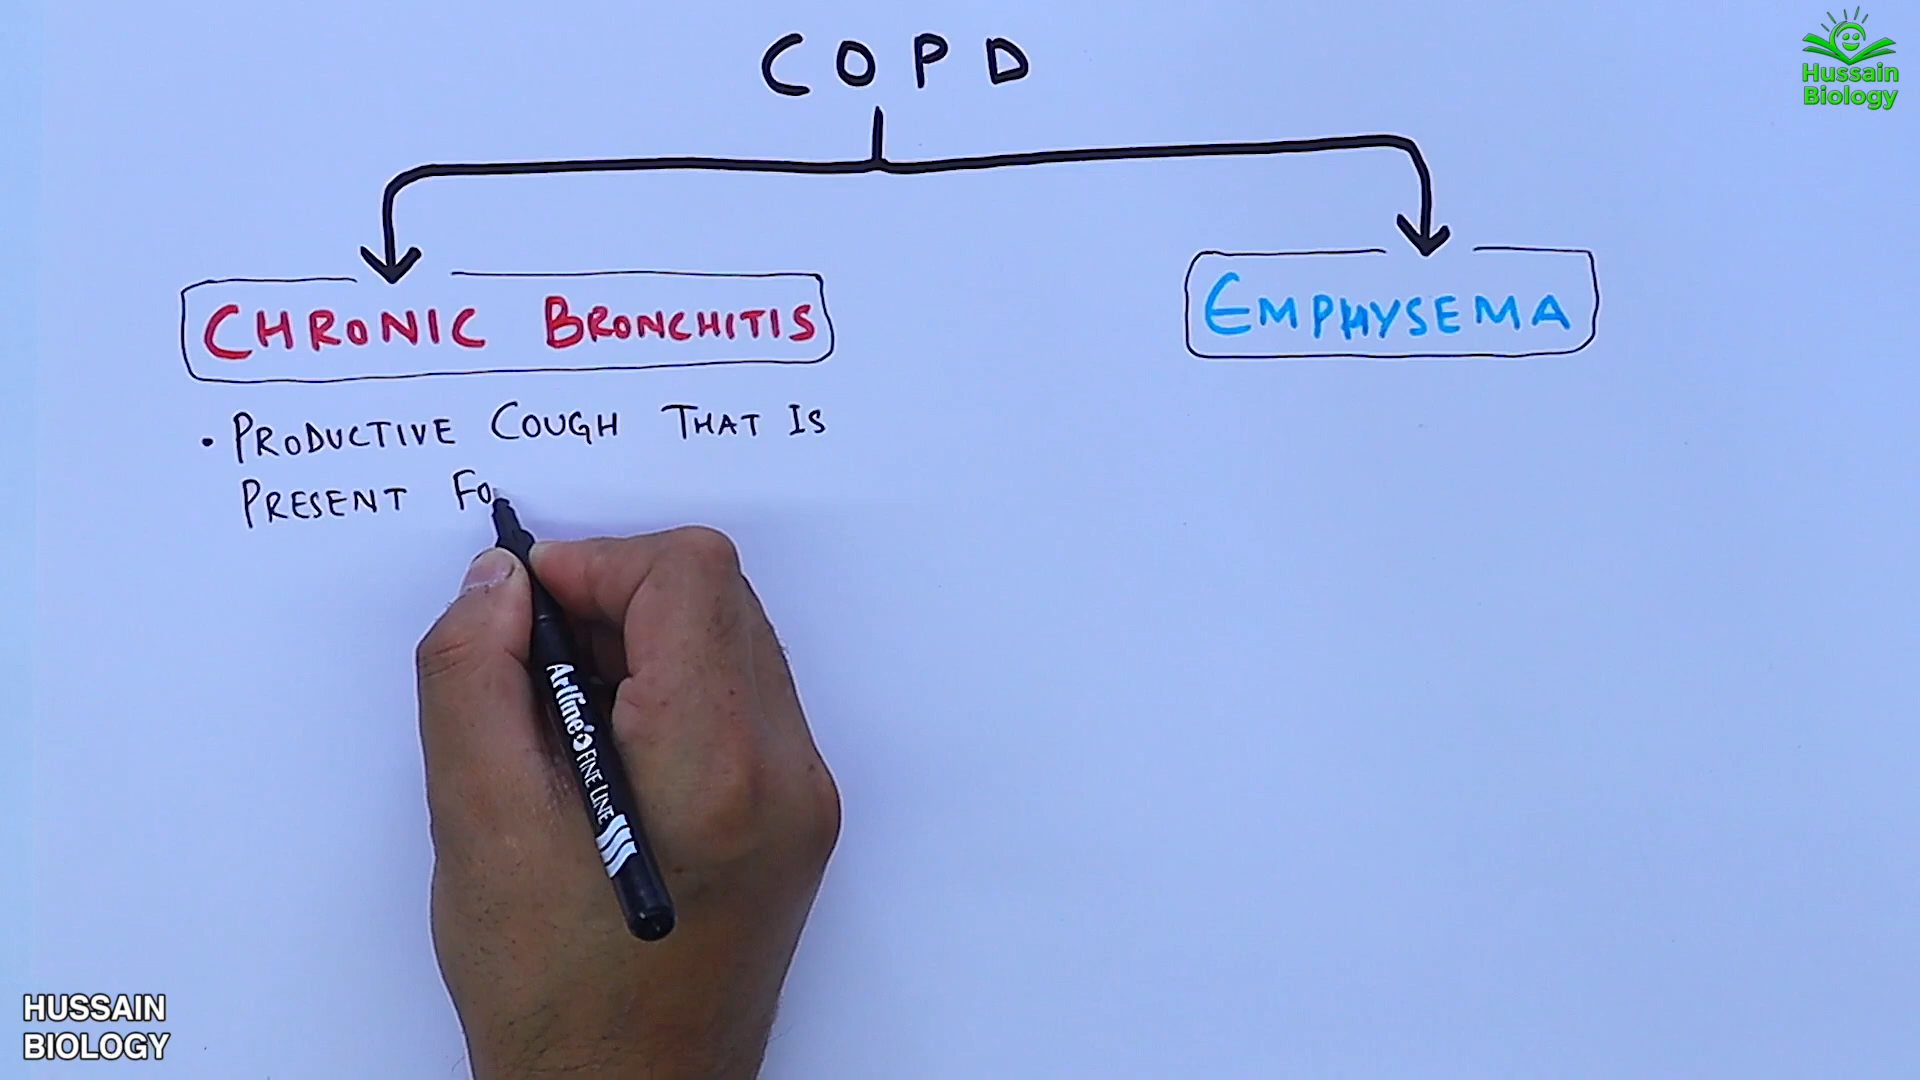 COPD
Hussain
Biology
CHRONIC BRONCHITIS
EMPHYSEMA
• PRODUCTIVE COUGH THAT IS
PRESENT FO
Artline
FINE LINE
HUSSAIN
BIOLOGY